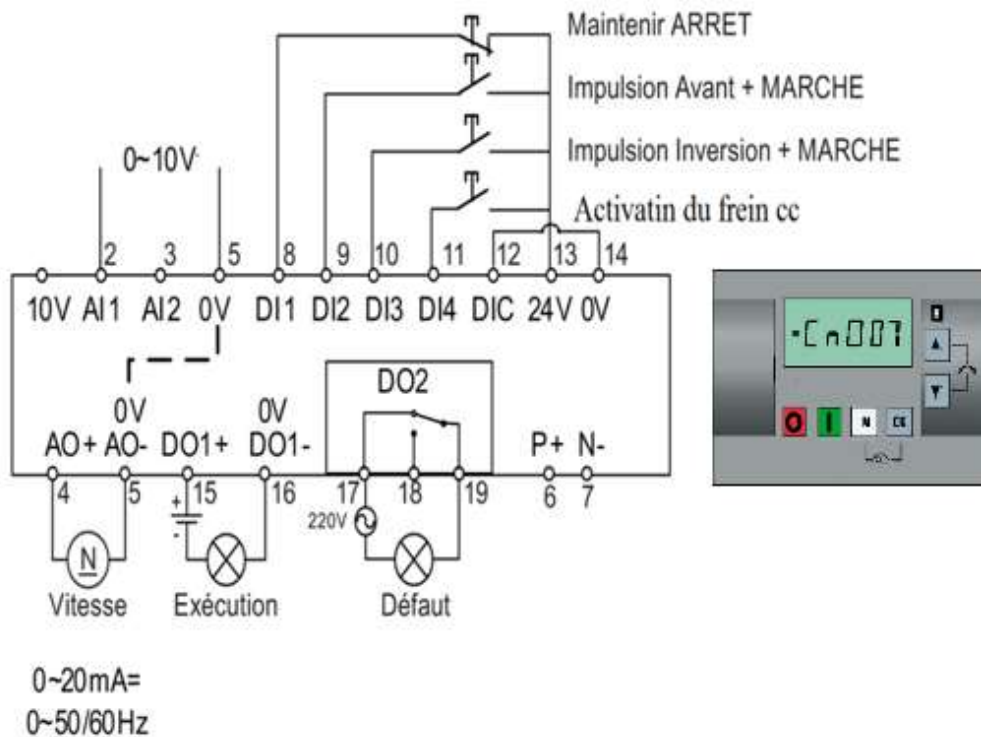 Maintenir ARRET
Impulsion Avant + MARCHE
0~10V
Impulsion Inversion + MARCHE
Activatin du frein cc
2 3 5 8 9 10 11 12 13 14
10V AI1 AI2 0V DI1 DI2 DI3 DI4 DIC 24V 0V
DO2
0V 0V
AO+ AO- DO1+ DO1- P+ N-
4 5 15 16 17 18 19 6 7
+
-
220V
N
Vitesse Exécution Défaut
0~20mA=
0~50/60Hz
Cn007
M OK